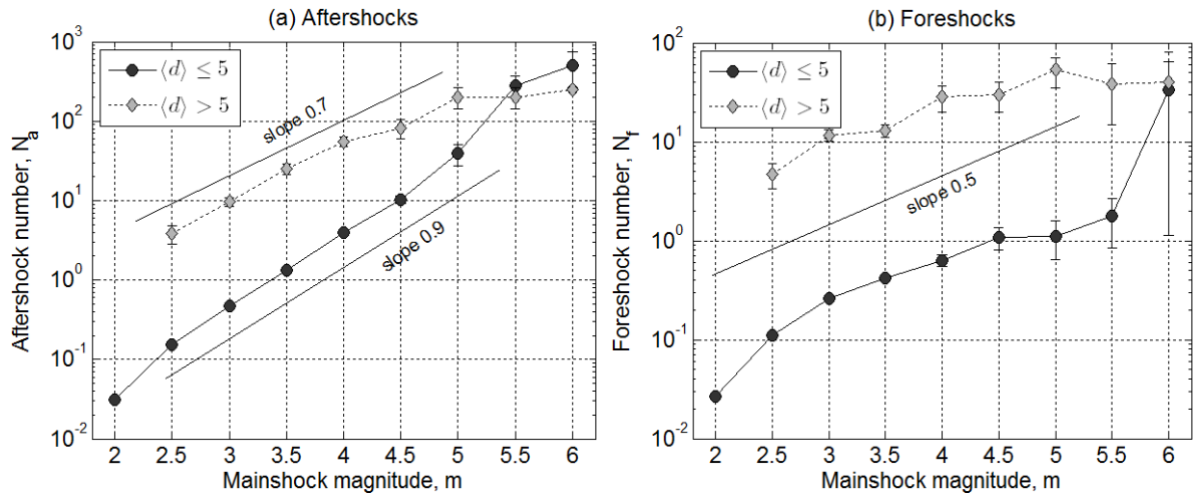 (a) Aftershocks
10³
10²
10¹
10⁰
10⁻¹
10⁻²
Aftershock number, Nₐ
⟨d⟩ ≤ 5
⟨d⟩ > 5
slope 0.7
slope 0.9
2 2.5 3 3.5 4 4.5 5 5.5 6
Mainshock magnitude, m
(b) Foreshocks
10²
10¹
10⁰
10⁻¹
10⁻²
Foreshock number, N_f
⟨d⟩ ≤ 5
⟨d⟩ > 5
slope 0.5
2 2.5 3 3.5 4 4.5 5 5.5 6
Mainshock magnitude, m